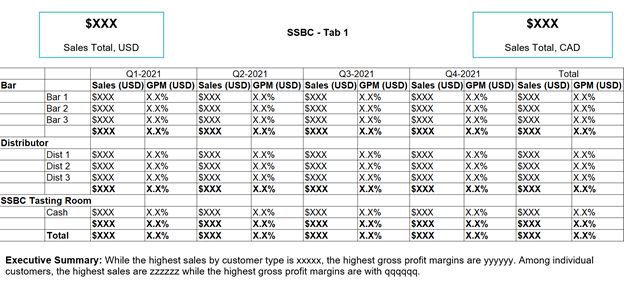 $XXX $XXX
SSBC - Tab 1
Sales Total, USD Sales Total, CAD
Q1-2021 Q2-2021 Q3-2021 Q4-2021 Total
Bar Sales (USD) GPM (USD) Sales (USD) GPM (USD) Sales (USD) GPM (USD) Sales (USD) GPM (USD) Sales (USD) GPM (USD)
Bar 1 $XXX X.X% $XXX X.X% $XXX X.X% $XXX X.X% $XXX X.X%
Bar 2 $XXX X.X% $XXX X.X% $XXX X.X% $XXX X.X% $XXX X.X%
Bar 3 $XXX X.X% $XXX X.X% $XXX X.X% $XXX X.X% $XXX X.X%
$XXX X.X% $XXX X.X% $XXX X.X% $XXX X.X% $XXX X.X%
Distributor
Dist 1 $XXX X.X% $XXX X.X% $XXX X.X% $XXX X.X% $XXX X.X%
Dist 2 $XXX X.X% $XXX X.X% $XXX X.X% $XXX X.X% $XXX X.X%
Dist 3 $XXX X.X% $XXX X.X% $XXX X.X% $XXX X.X% $XXX X.X%
$XXX X.X% $XXX X.X% $XXX X.X% $XXX X.X% $XXX X.X%
SSBC Tasting Room
Cash $XXX X.X% $XXX X.X% $XXX X.X% $XXX X.X% $XXX X.X%
$XXX X.X% $XXX X.X% $XXX X.X% $XXX X.X% $XXX X.X%
Total $XXX X.X% $XXX X.X% $XXX X.X% $XXX X.X% $XXX X.X%
Executive Summary: While the highest sales by customer type is xxxxx, the highest gross profit margins are yyyyyy. Among individual
customers, the highest sales are zzzzzz while the highest gross profit margins are with qqqqqq.